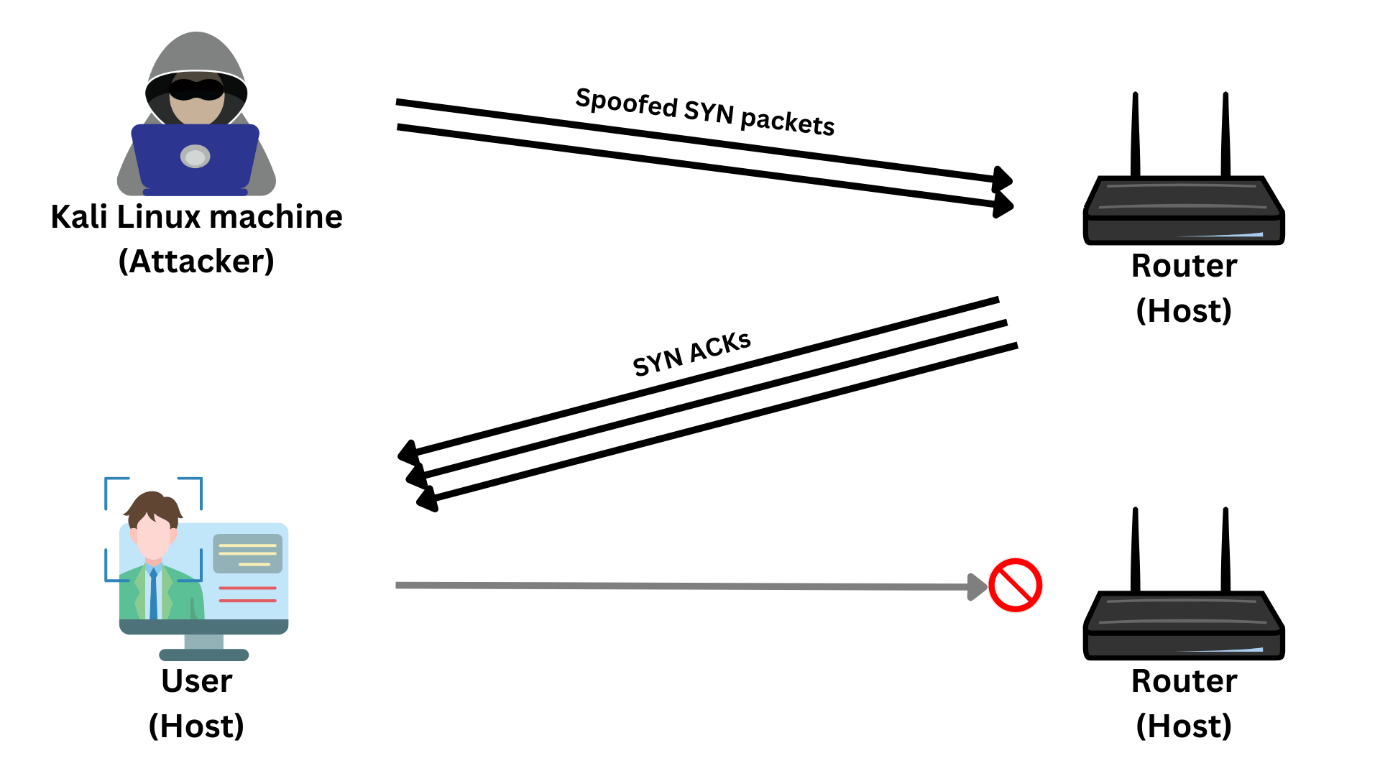 Spoofed SYN packets
Kali Linux machine
(Attacker)
Router
(Host)
SYN ACKs
User
(Host)
Router
(Host)